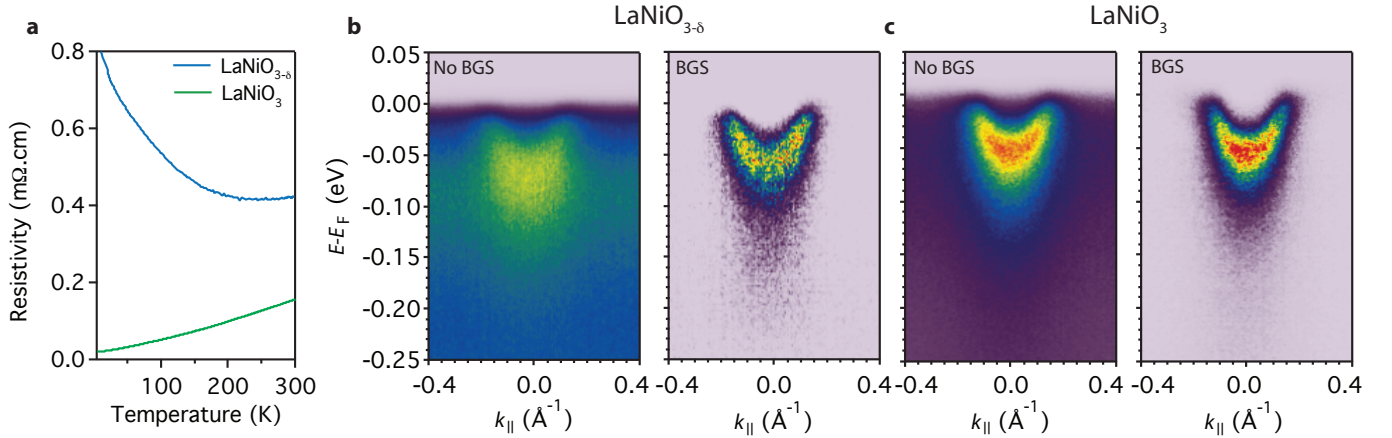 LaNiO₃₋δ
LaNiO₃
a
b
c
LaNiO₃₋δ
LaNiO₃
Resistivity (mΩ.cm)
0.8
0.6
0.4
0.2
0.0
100
200
300
Temperature (K)
No BGS
BGS
No BGS
BGS
E-E_F (eV)
0.05
0.00
-0.05
-0.10
-0.15
-0.20
-0.25
-0.4
0.0
0.4
-0.4
0.0
0.4
-0.4
0.0
0.4
-0.4
0.0
0.4
k|| (Å⁻¹)
k|| (Å⁻¹)
k|| (Å⁻¹)
k|| (Å⁻¹)